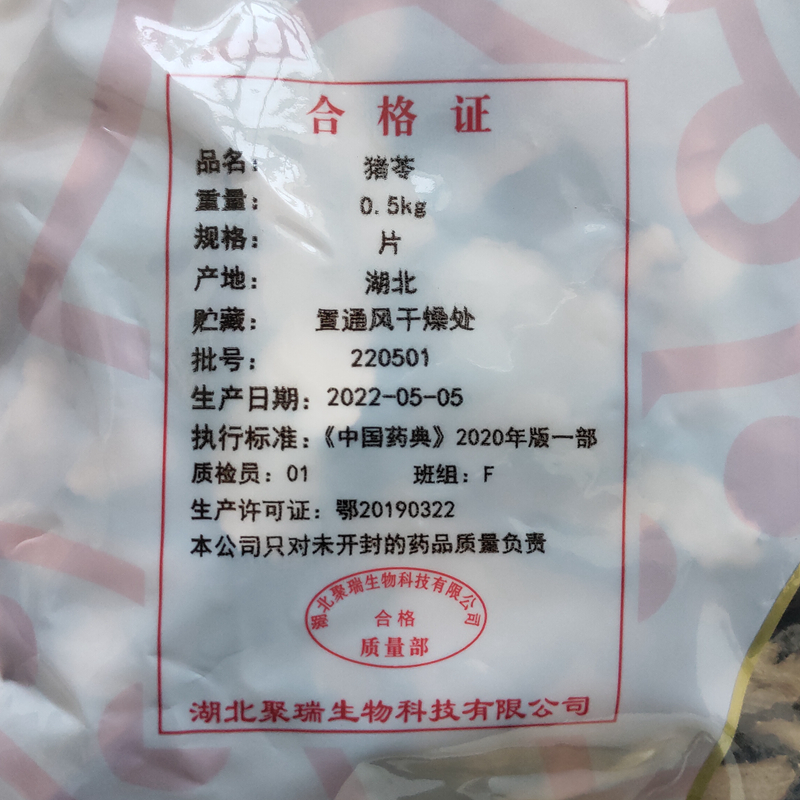 合格证
品名： 猪苓
重量： 0.5kg
规格： 片
产地： 湖北
贮藏： 置通风干燥处
批号： 220501
生产日期：2022-05-05
执行标准：《中国药典》2020年版一部
质检员：01 班组：F
生产许可证：鄂20190322
本公司只对未开封的药品质量负责
湖北聚瑞生物科技有限公司
合格
质量部
湖北聚瑞生物科技有限公司